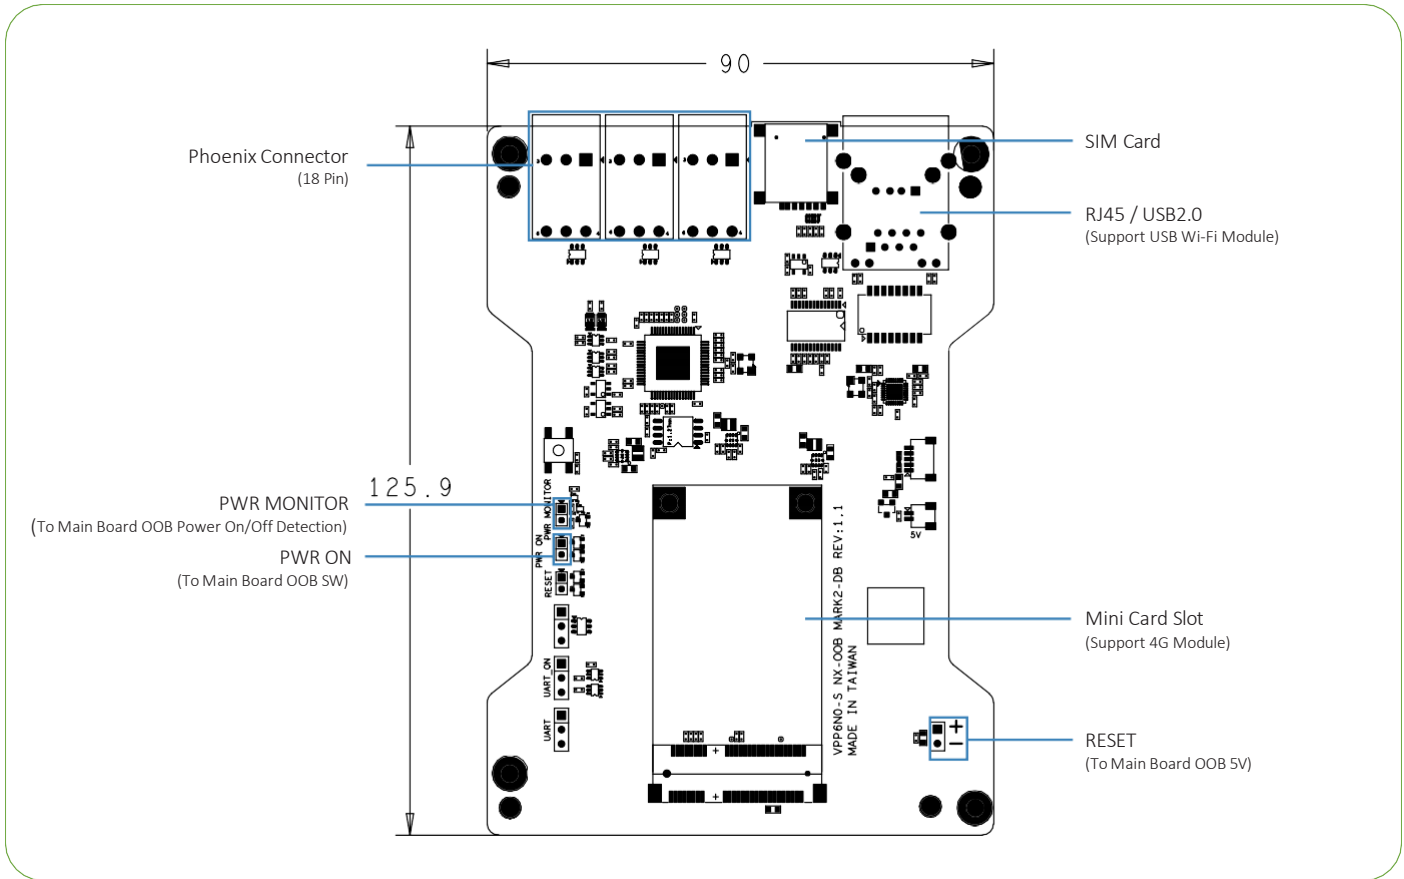 90
Phoenix Connector
(18 Pin)
SIM Card
RJ45 / USB2.0
(Support USB Wi-Fi Module)
125.9
PWR MONITOR
(To Main Board OOB Power On/Off Detection)
PWR ON
(To Main Board OOB SW)
PWR MONITOR
PWR ON
RESET
UART_ON
UART
5V
VPP6N0-S NX-OOB MARK2-DB REV:1.1
MADE IN TAIWAN
Mini Card Slot
(Support 4G Module)
+
−
RESET
(To Main Board OOB 5V)